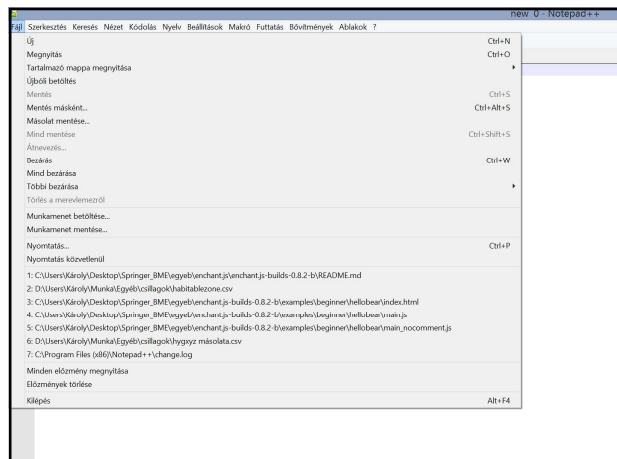 new 0 - Notepad++
Fájl Szerkesztés Keresés Nézet Kódolás Nyelv Beállítások Makró Futtatás Bővítmények Ablakok ?
Új Ctrl+N
Megnyitás Ctrl+O
Tartalmazó mappa megnyitása
Újbóli betöltés
Mentés Ctrl+S
Mentés másként... Ctrl+Alt+S
Másolat mentése...
Mind mentése Ctrl+Shift+S
Átnevezés...
Bezárás Ctrl+W
Mind bezárása
Többi bezárása
Törlés a merevlemezről
Munkamenet betöltése...
Munkamenet mentése...
Nyomtatás... Ctrl+P
Nyomtatás közvetlenül
1: C:\Users\Károly\Desktop\Springer_BME\egyeb\enchant.js\enchant.js-builds-0.8.2-b\README.md
2: D:\Users\Károly\Munka\Egyéb\csillagok\habitablezone.csv
3: C:\Users\Károly\Desktop\Springer_BME\egyeb\enchant.js-builds-0.8.2-b\examples\beginner\hellobear\index.html
4: C:\Users\Károly\Desktop\Springer_BME\egyeb\enchant.js-builds-0.8.2-b\examples\beginner\hellobear\main.js
5: C:\Users\Károly\Desktop\Springer_BME\egyeb\enchant.js-builds-0.8.2-b\examples\beginner\hellobear\main_nocomment.js
6: D:\Users\Károly\Munka\Egyéb\csillagok\hygxyz másolata.csv
7: C:\Program Files (x86)\Notepad++\change.log
Minden előzmény megnyitása
Előzmények törlése
Kilépés Alt+F4